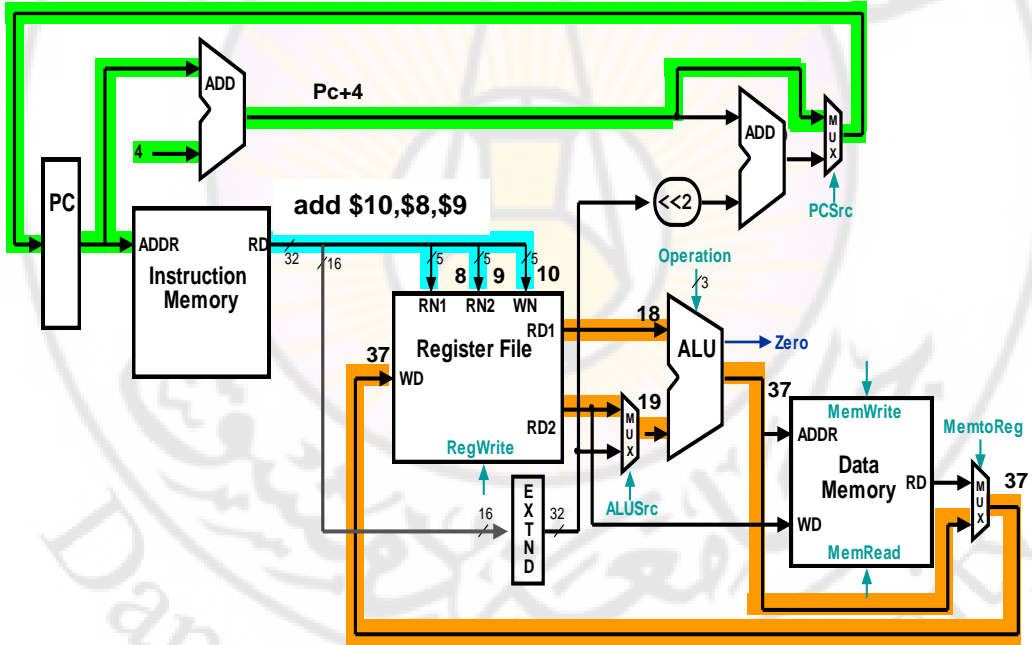 ADD
Pc+4
4
M
U
X
ADD
PC
<<2
PCSrc
add $10,$8,$9
ADDR
RD
32
16
5
5
5
8
9
10
Operation
3
Instruction
Memory
RN1
RN2
WN
RD1
18
ALU
Zero
Register File
37
WD
19
37
M
U
X
RD2
RegWrite
ALUSrc
MemWrite
ADDR
MemtoReg
Data
Memory
RD
M
U
X
37
WD
MemRead
16
E
X
T
N
D
32
Dar